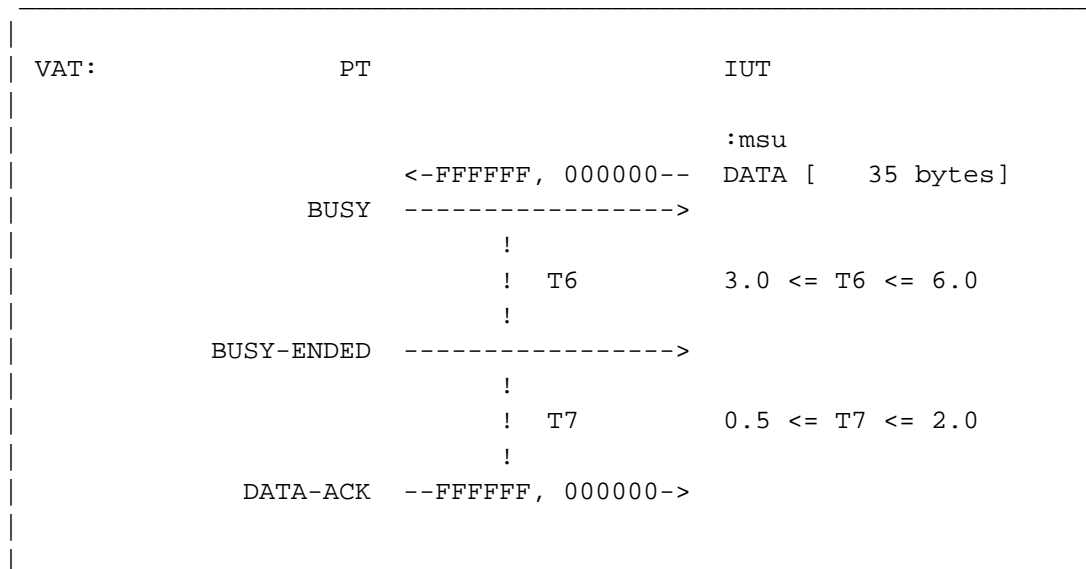 VAT: PT IUT
:msu
<-FFFFFF, 000000-- DATA [ 35 bytes]
BUSY ----------------->
!
! T6 3.0 <= T6 <= 6.0
!
BUSY-ENDED ----------------->
!
! T7 0.5 <= T7 <= 2.0
!
DATA-ACK --FFFFFF, 000000->